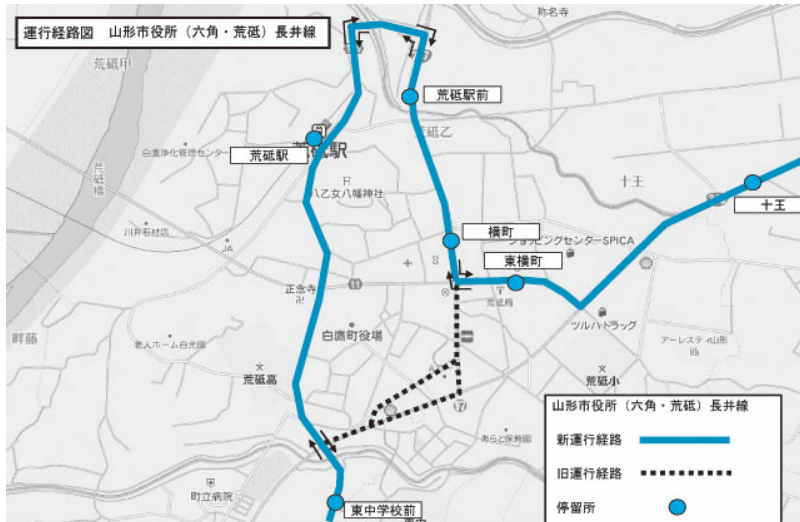 運行経路図 山形市役所(六角・荒砥)長井線
称名寺
荒砥甲
荒砥駅前
荒砥乙
白鷹浄化管理センター
荒砥駅
荒砥駅
荒砥橋
八乙女八幡神社
十王
十王
川井石材店
横町
ショッピングセンターSPICA
JA
東横町
正念寺
11
荒砥局
畔藤
白鷹町役場
ツルハドラッグ
老人ホーム白光園
アーレスティ山形
荒砥高
荒砥小
山形市役所(六角・荒砥)長井線
新運行経路
あらと保育園
旧運行経路
町立病院
停留所
東中学校前